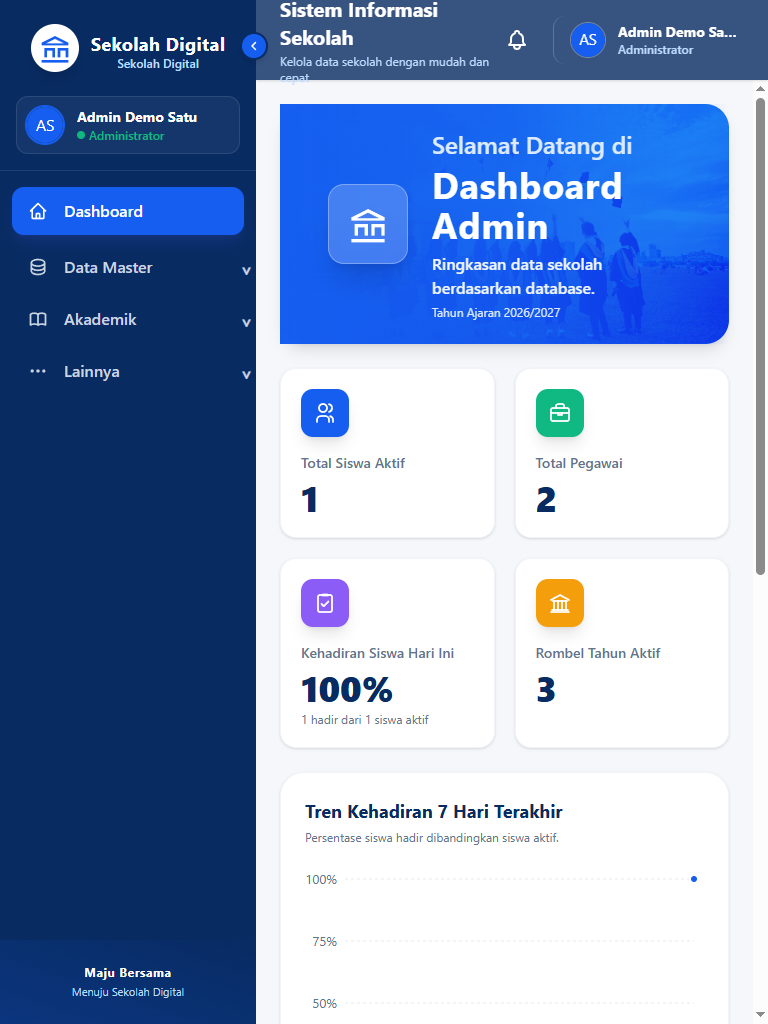 Sekolah Digital
Sekolah Digital
AS
Admin Demo Satu
Administrator
Dashboard
Data Master
Akademik
Lainnya
Maju Bersama
Menuju Sekolah Digital
Sistem Informasi
Sekolah
Kelola data sekolah dengan mudah dan
cepat
AS
Admin Demo Sa...
Administrator
Selamat Datang di
Dashboard
Admin
Ringkasan data sekolah
berdasarkan database.
Tahun Ajaran 2026/2027
Total Siswa Aktif
1
Total Pegawai
2
Kehadiran Siswa Hari Ini
100%
1 hadir dari 1 siswa aktif
Rombel Tahun Aktif
3
Tren Kehadiran 7 Hari Terakhir
Persentase siswa hadir dibandingkan siswa aktif.
100%
75%
50%